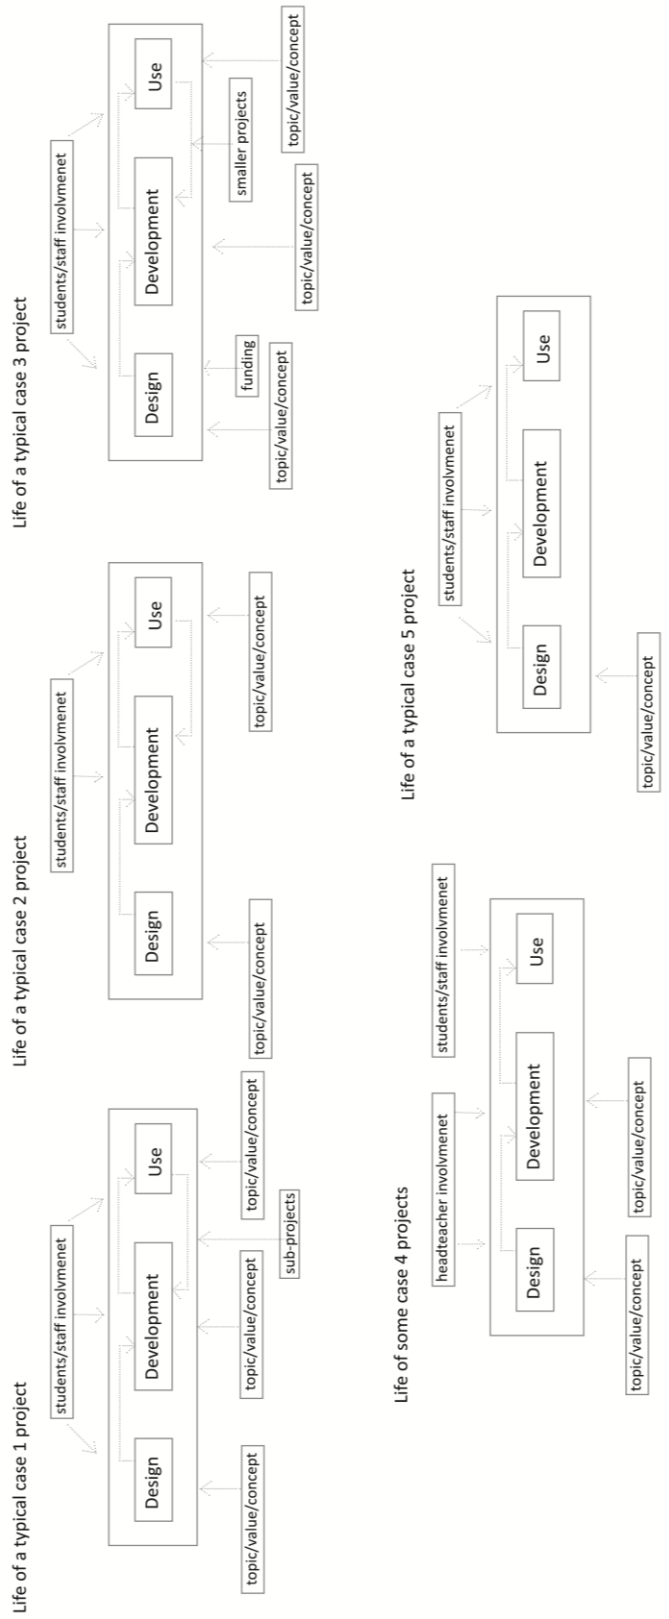 Life of a typical case 1 project
students/staff involvmenet
Design
Development
Use
topic/value/concept
topic/value/concept
topic/value/concept
sub-projects
Life of a typical case 2 project
students/staff involvmenet
Design
Development
Use
topic/value/concept
topic/value/concept
Life of a typical case 3 project
students/staff involvmenet
Design
Development
Use
funding
smaller projects
topic/value/concept
topic/value/concept
topic/value/concept
Life of some case 4 projects
headteacher involvmenet
students/staff involvmenet
Design
Development
Use
topic/value/concept
topic/value/concept
Life of a typical case 5 project
students/staff involvmenet
Design
Development
Use
topic/value/concept